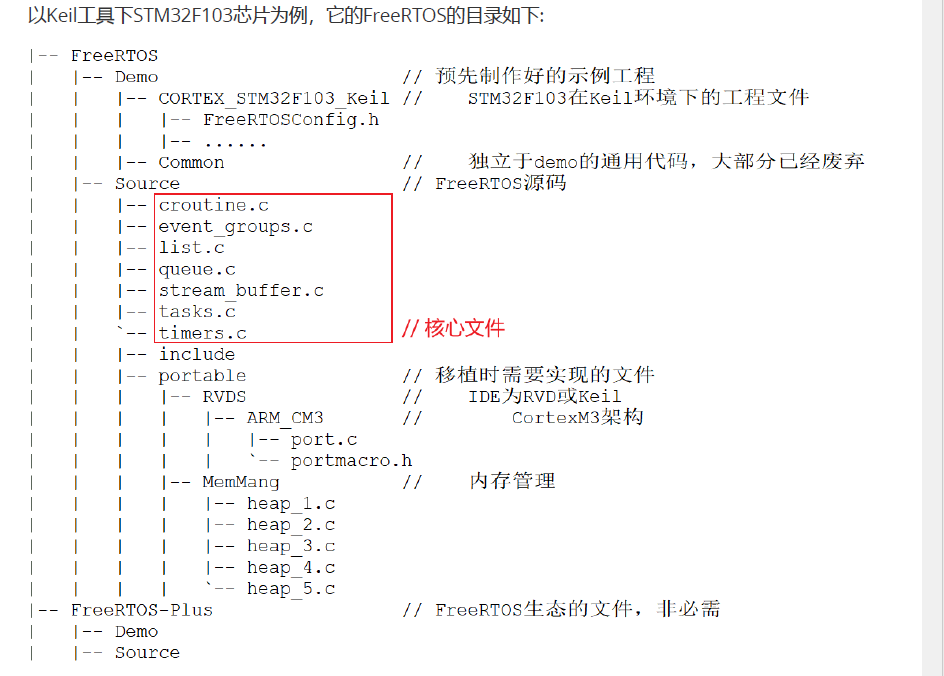 以Keil工具下STM32F103芯片为例，它的FreeRTOS的目录如下:
|-- FreeRTOS
|   |-- Demo                      // 预先制作好的示例工程
|   |   |-- CORTEX_STM32F103_Keil //    STM32F103在Keil环境下的工程文件
|   |   |   |-- FreeRTOSConfig.h
|   |   |   |-- ......
|   |   |-- Common                //    独立于demo的通用代码，大部分已经废弃
|   |-- Source                    // FreeRTOS源码
|   |   |-- croutine.c
|   |   |-- event_groups.c
|   |   |-- list.c
|   |   |-- queue.c
|   |   |-- stream_buffer.c
|   |   |-- tasks.c
|   |   `-- timers.c              // 核心文件
|   |   |-- include
|   |   |-- portable              // 移植时需要实现的文件
|   |   |   |-- RVDS              //    IDE为RVD或Keil
|   |   |   |   |-- ARM_CM3       //        CortexM3架构
|   |   |   |   |   |-- port.c
|   |   |   |   |   `-- portmacro.h
|   |   |   |-- MemMang           //    内存管理
|   |   |   |   |-- heap_1.c
|   |   |   |   |-- heap_2.c
|   |   |   |   |-- heap_3.c
|   |   |   |   |-- heap_4.c
|   |   |   |   `-- heap_5.c
|-- FreeRTOS-Plus                 // FreeRTOS生态的文件，非必需
|   |-- Demo
|   |-- Source